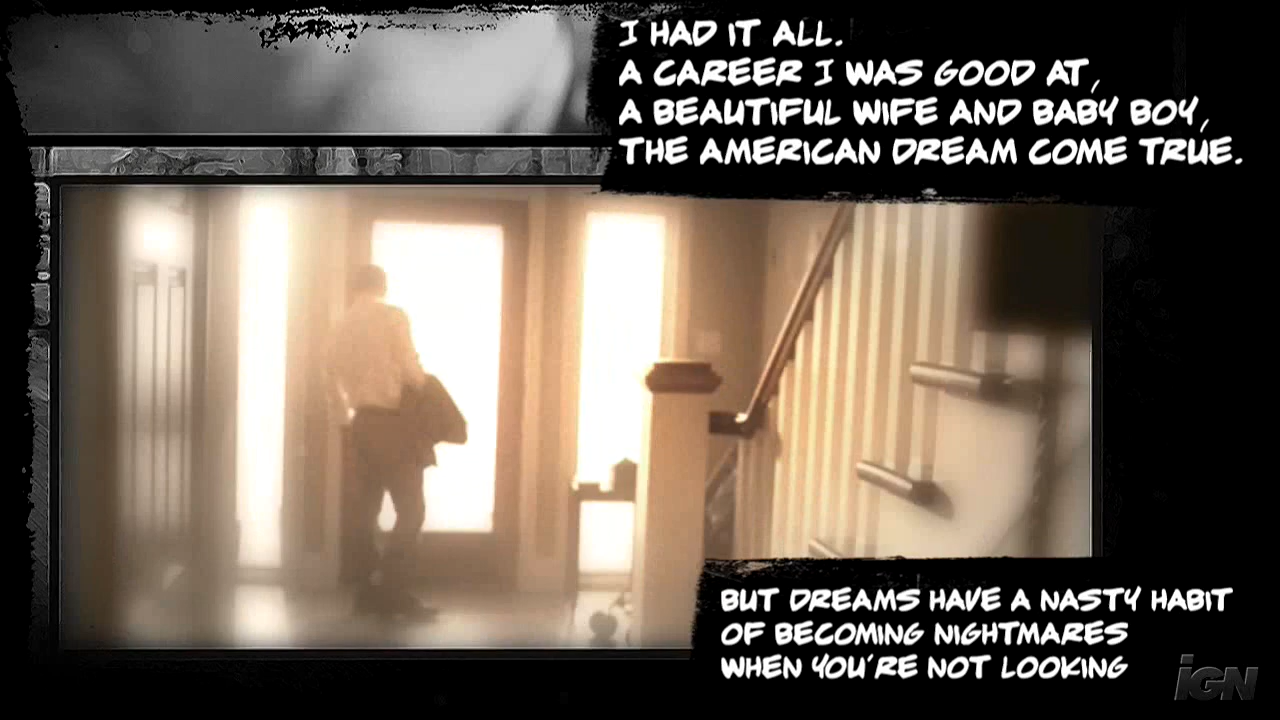 I HAD IT ALL.
A CAREER I WAS GOOD AT,
A BEAUTIFUL WIFE AND BABY BOY,
THE AMERICAN DREAM COME TRUE.
BUT DREAMS HAVE A NASTY HABIT
OF BECOMING NIGHTMARES
WHEN YOU'RE NOT LOOKING
IGN